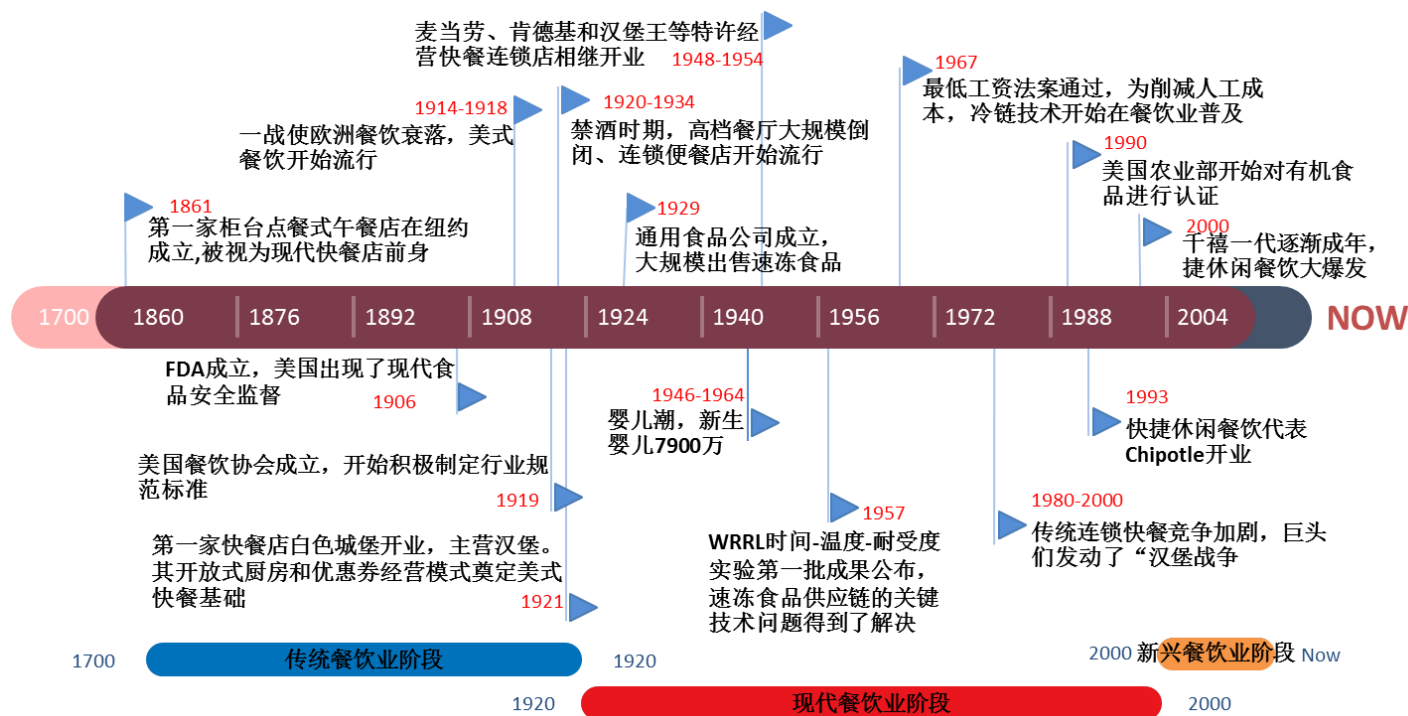 麦当劳、肯德基和汉堡王等特许经
营快餐连锁店相继开业
1948-1954
1967
最低工资法案通过，为削减人工成
本，冷链技术开始在餐饮业普及
1914-1918
一战使欧洲餐饮衰落，美式
餐饮开始流行
1920-1934
禁酒时期，高档餐厅大规模倒
闭、连锁便餐店开始流行
1990
美国农业部开始对有机食
品进行认证
1861
第一家柜台点餐式午餐店在纽约
成立,被视为现代快餐店前身
1929
通用食品公司成立，
大规模出售速冻食品
2000
千禧一代逐渐成年，
捷休闲餐饮大爆发
1700 1860 1876 1892 1908 1924 1940 1956 1972 1988 2004 NOW
FDA成立，美国出现了现代食
品安全监督
1906
1946-1964
婴儿潮，新生
婴儿7900万
1993
快捷休闲餐饮代表
Chipotle开业
美国餐饮协会成立，开始积极制定行业规
范标准
1919
1957
WRRL时间-温度-耐受度
实验第一批成果公布，
速冻食品供应链的关键
技术问题得到了解决
1980-2000
传统连锁快餐竞争加剧，巨头
们发动了“汉堡战争
第一家快餐店白色城堡开业，主营汉堡。
其开放式厨房和优惠券经营模式奠定美式
快餐基础
1921
1700 传统餐饮业阶段 1920
2000 新兴餐饮业阶段 Now
1920 现代餐饮业阶段 2000